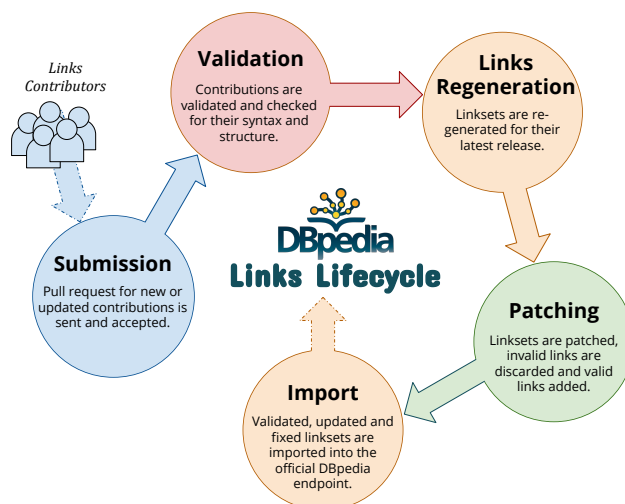 Links
Contributors
Submission
Pull request for new or
updated contributions is
sent and accepted.
Validation
Contributions are
validated and checked
for their syntax and
structure.
Links
Regeneration
Linksets are re-
generated for their
latest release.
Patching
Linksets are patched,
invalid links are
discarded and valid
links added.
Import
Validated, updated and
fixed linksets are
imported into the
official DBpedia
endpoint.
DBpedia
Links Lifecycle